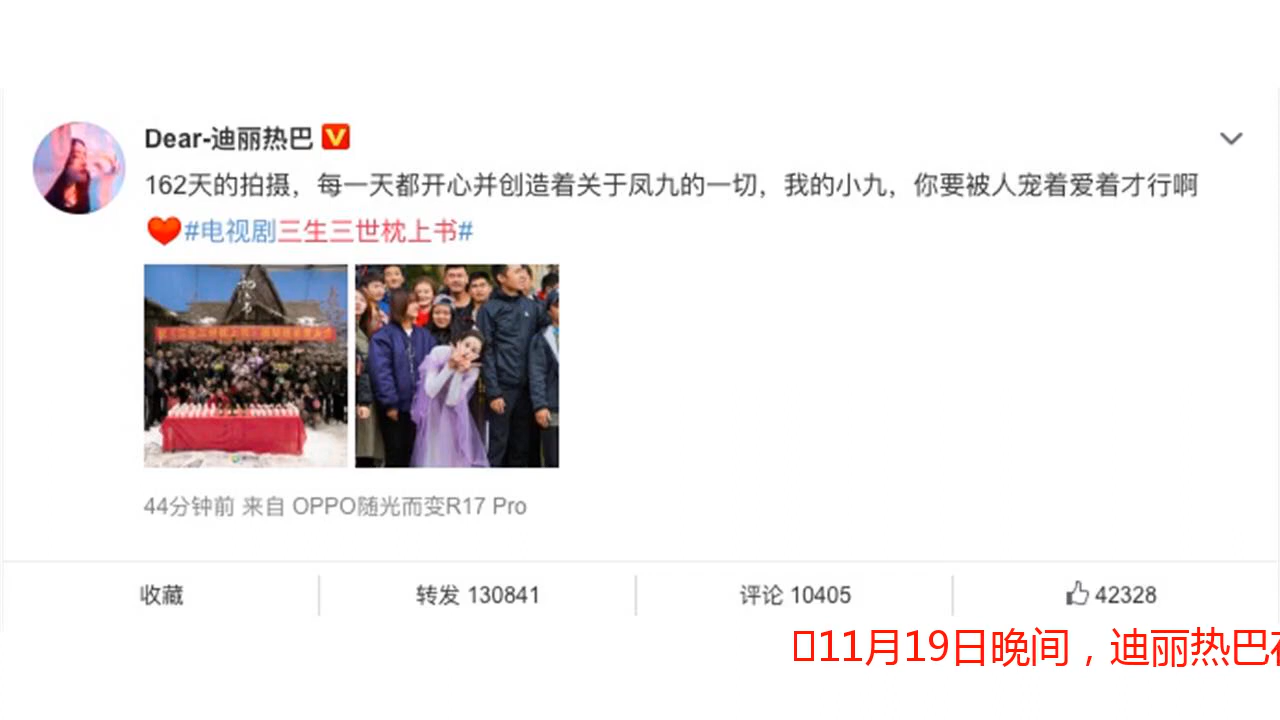 Dear-迪丽热巴
162天的拍摄，每一天都开心并创造着关于凤九的一切，我的小九，你要被人宠着爱着才行啊
#电视剧三生三世枕上书#
44分钟前 来自 OPPO随光而变R17 Pro
收藏
转发 130841
评论 10405
42328
11月19日晚间，迪丽热巴